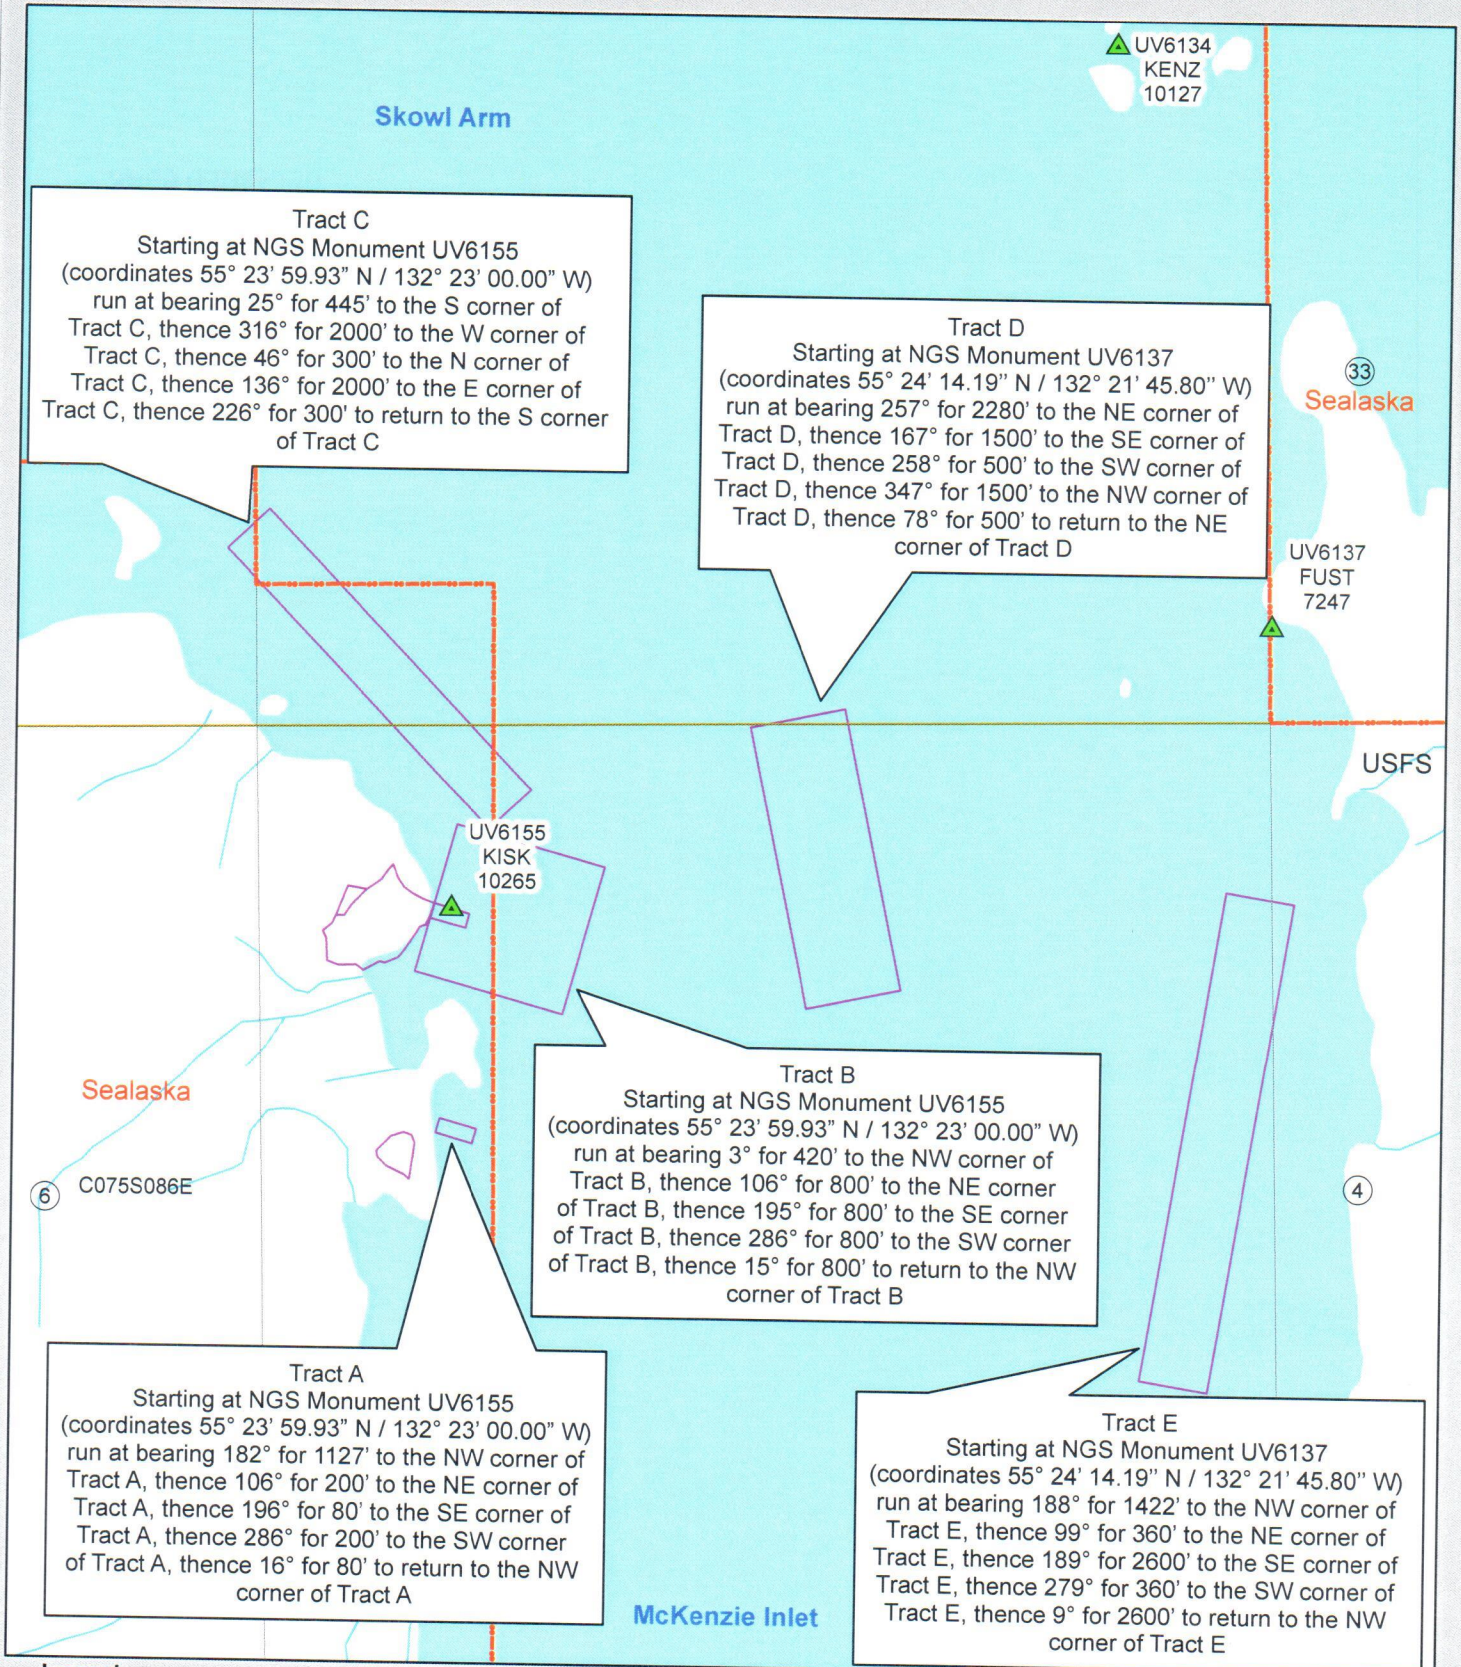 UV6134
KENZ
10127
Skowl Arm
Tract C
Starting at NGS Monument UV6155
(coordinates 55° 23’ 59.93” N / 132° 23’ 00.00” W)
run at bearing 25° for 445’ to the S corner of
Tract C, thence 316° for 2000’ to the W corner of
Tract C, thence 46° for 300’ to the N corner of
Tract C, thence 136° for 2000’ to the E corner of
Tract C, thence 226° for 300’ to return to the S corner
of Tract C
Tract D
Starting at NGS Monument UV6137
(coordinates 55° 24’ 14.19” N / 132° 21’ 45.80” W)
run at bearing 257° for 2280’ to the NE corner of
Tract D, thence 167° for 1500’ to the SE corner of
Tract D, thence 258° for 500’ to the SW corner of
Tract D, thence 347° for 1500’ to the NW corner of
Tract D, thence 78° for 500’ to return to the NE
corner of Tract D
33
Sealaska
UV6137
FUST
7247
USFS
UV6155
KISK
10265
Sealaska
6
C075S086E
Tract B
Starting at NGS Monument UV6155
(coordinates 55° 23’ 59.93” N / 132° 23’ 00.00” W)
run at bearing 3° for 420’ to the NW corner of
Tract B, thence 106° for 800’ to the NE corner
of Tract B, thence 195° for 800’ to the SE corner
of Tract B, thence 286° for 800’ to the SW corner
of Tract B, thence 15° for 800’ to return to the NW
corner of Tract B
4
Tract A
Starting at NGS Monument UV6155
(coordinates 55° 23’ 59.93” N / 132° 23’ 00.00” W)
run at bearing 182° for 1127’ to the NW corner of
Tract A, thence 106° for 200’ to the NE corner of
Tract A, thence 196° for 80’ to the SE corner of
Tract A, thence 286° for 200’ to the SW corner
of Tract A, thence 16° for 80’ to return to the NW
corner of Tract A
Tract E
Starting at NGS Monument UV6137
(coordinates 55° 24’ 14.19” N / 132° 21’ 45.80” W)
run at bearing 188° for 1422’ to the NW corner of
Tract E, thence 99° for 360’ to the NE corner of
Tract E, thence 189° for 2600’ to the SE corner of
Tract E, thence 279° for 360’ to the SW corner of
Tract E, thence 9° for 2600’ to return to the NW
corner of Tract E
McKenzie Inlet